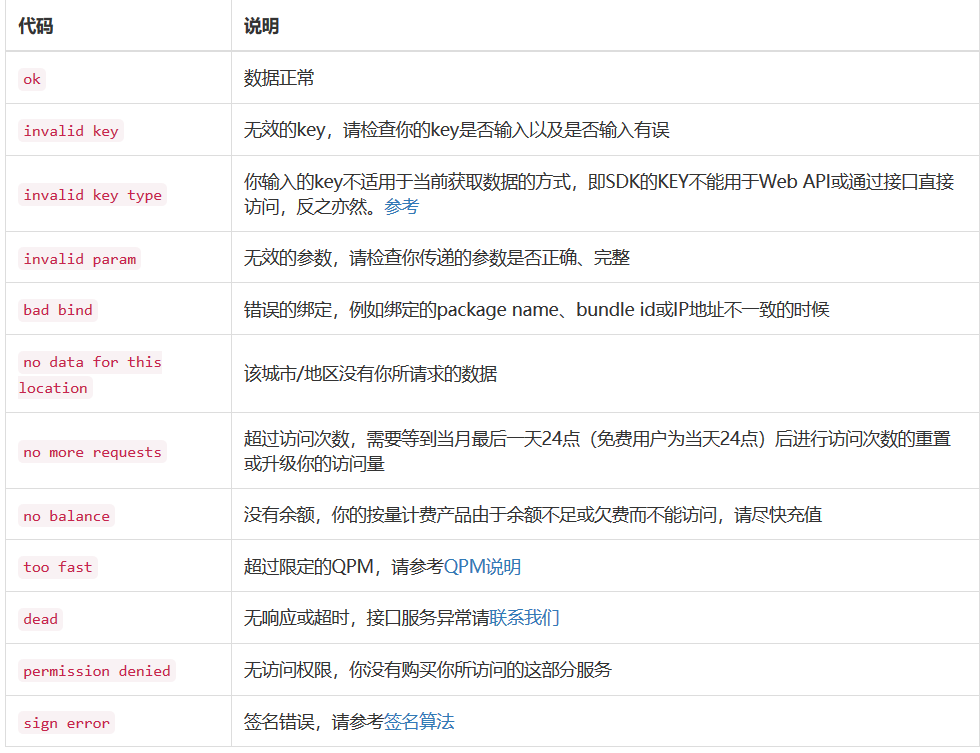 代码 说明
ok 数据正常
invalid key 无效的key，请检查你的key是否输入以及是否输入有误
invalid key type 你输入的key不适用于当前获取数据的方式，即SDK的KEY不能用于Web API或通过接口直接
访问，反之亦然。参考
invalid param 无效的参数，请检查你传递的参数是否正确、完整
bad bind 错误的绑定，例如绑定的package name、bundle id或IP地址不一致的时候
no data for this
location
该城市/地区没有你所请求的数据
no more requests 超过访问次数，需要等到当月最后一天24点（免费用户为当天24点）后进行访问次数的重置
或升级你的访问量
no balance 没有余额，你的按量计费产品由于余额不足或欠费而不能访问，请尽快充值
too fast 超过限定的QPM，请参考QPM说明
dead 无响应或超时，接口服务异常请联系我们
permission denied 无访问权限，你没有购买你所访问的这部分服务
sign error 签名错误，请参考签名算法